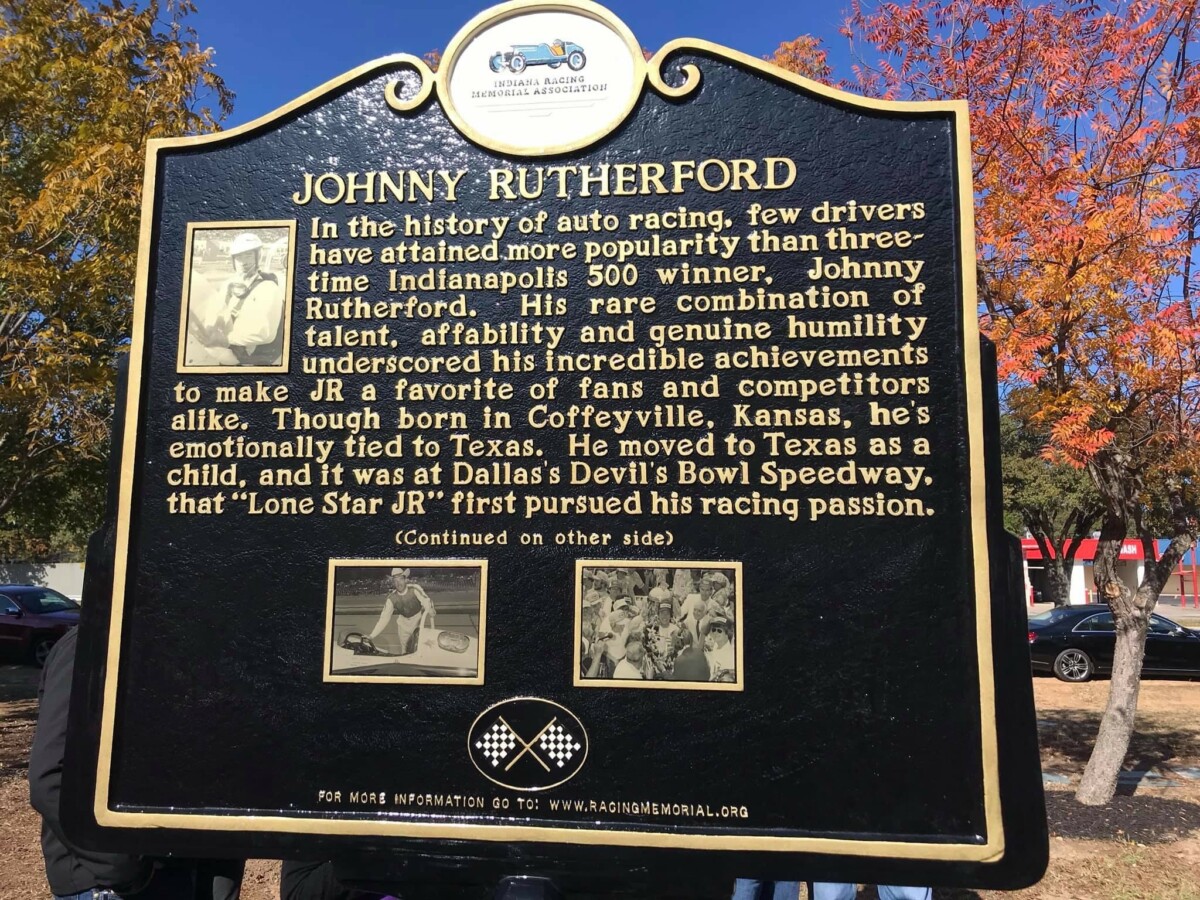 INDIANA RACING
MEMORIAL ASSOCIATION
JOHNNY RUTHERFORD
In the history of auto racing, few drivers
have attained more popularity than three-
time Indianapolis 500 winner, Johnny
Rutherford. His rare combination of
talent, affability and genuine humility
underscored his incredible achievements
to make JR a favorite of fans and competitors
alike. Though born in Coffeyville, Kansas, he's
emotionally tied to Texas. He moved to Texas as a
child, and it was at Dallas's Devil's Bowl Speedway,
that "Lone Star JR" first pursued his racing passion.
(Continued on other side)
FOR MORE INFORMATION GO TO: WWW.RACINGMEMORIAL.ORG